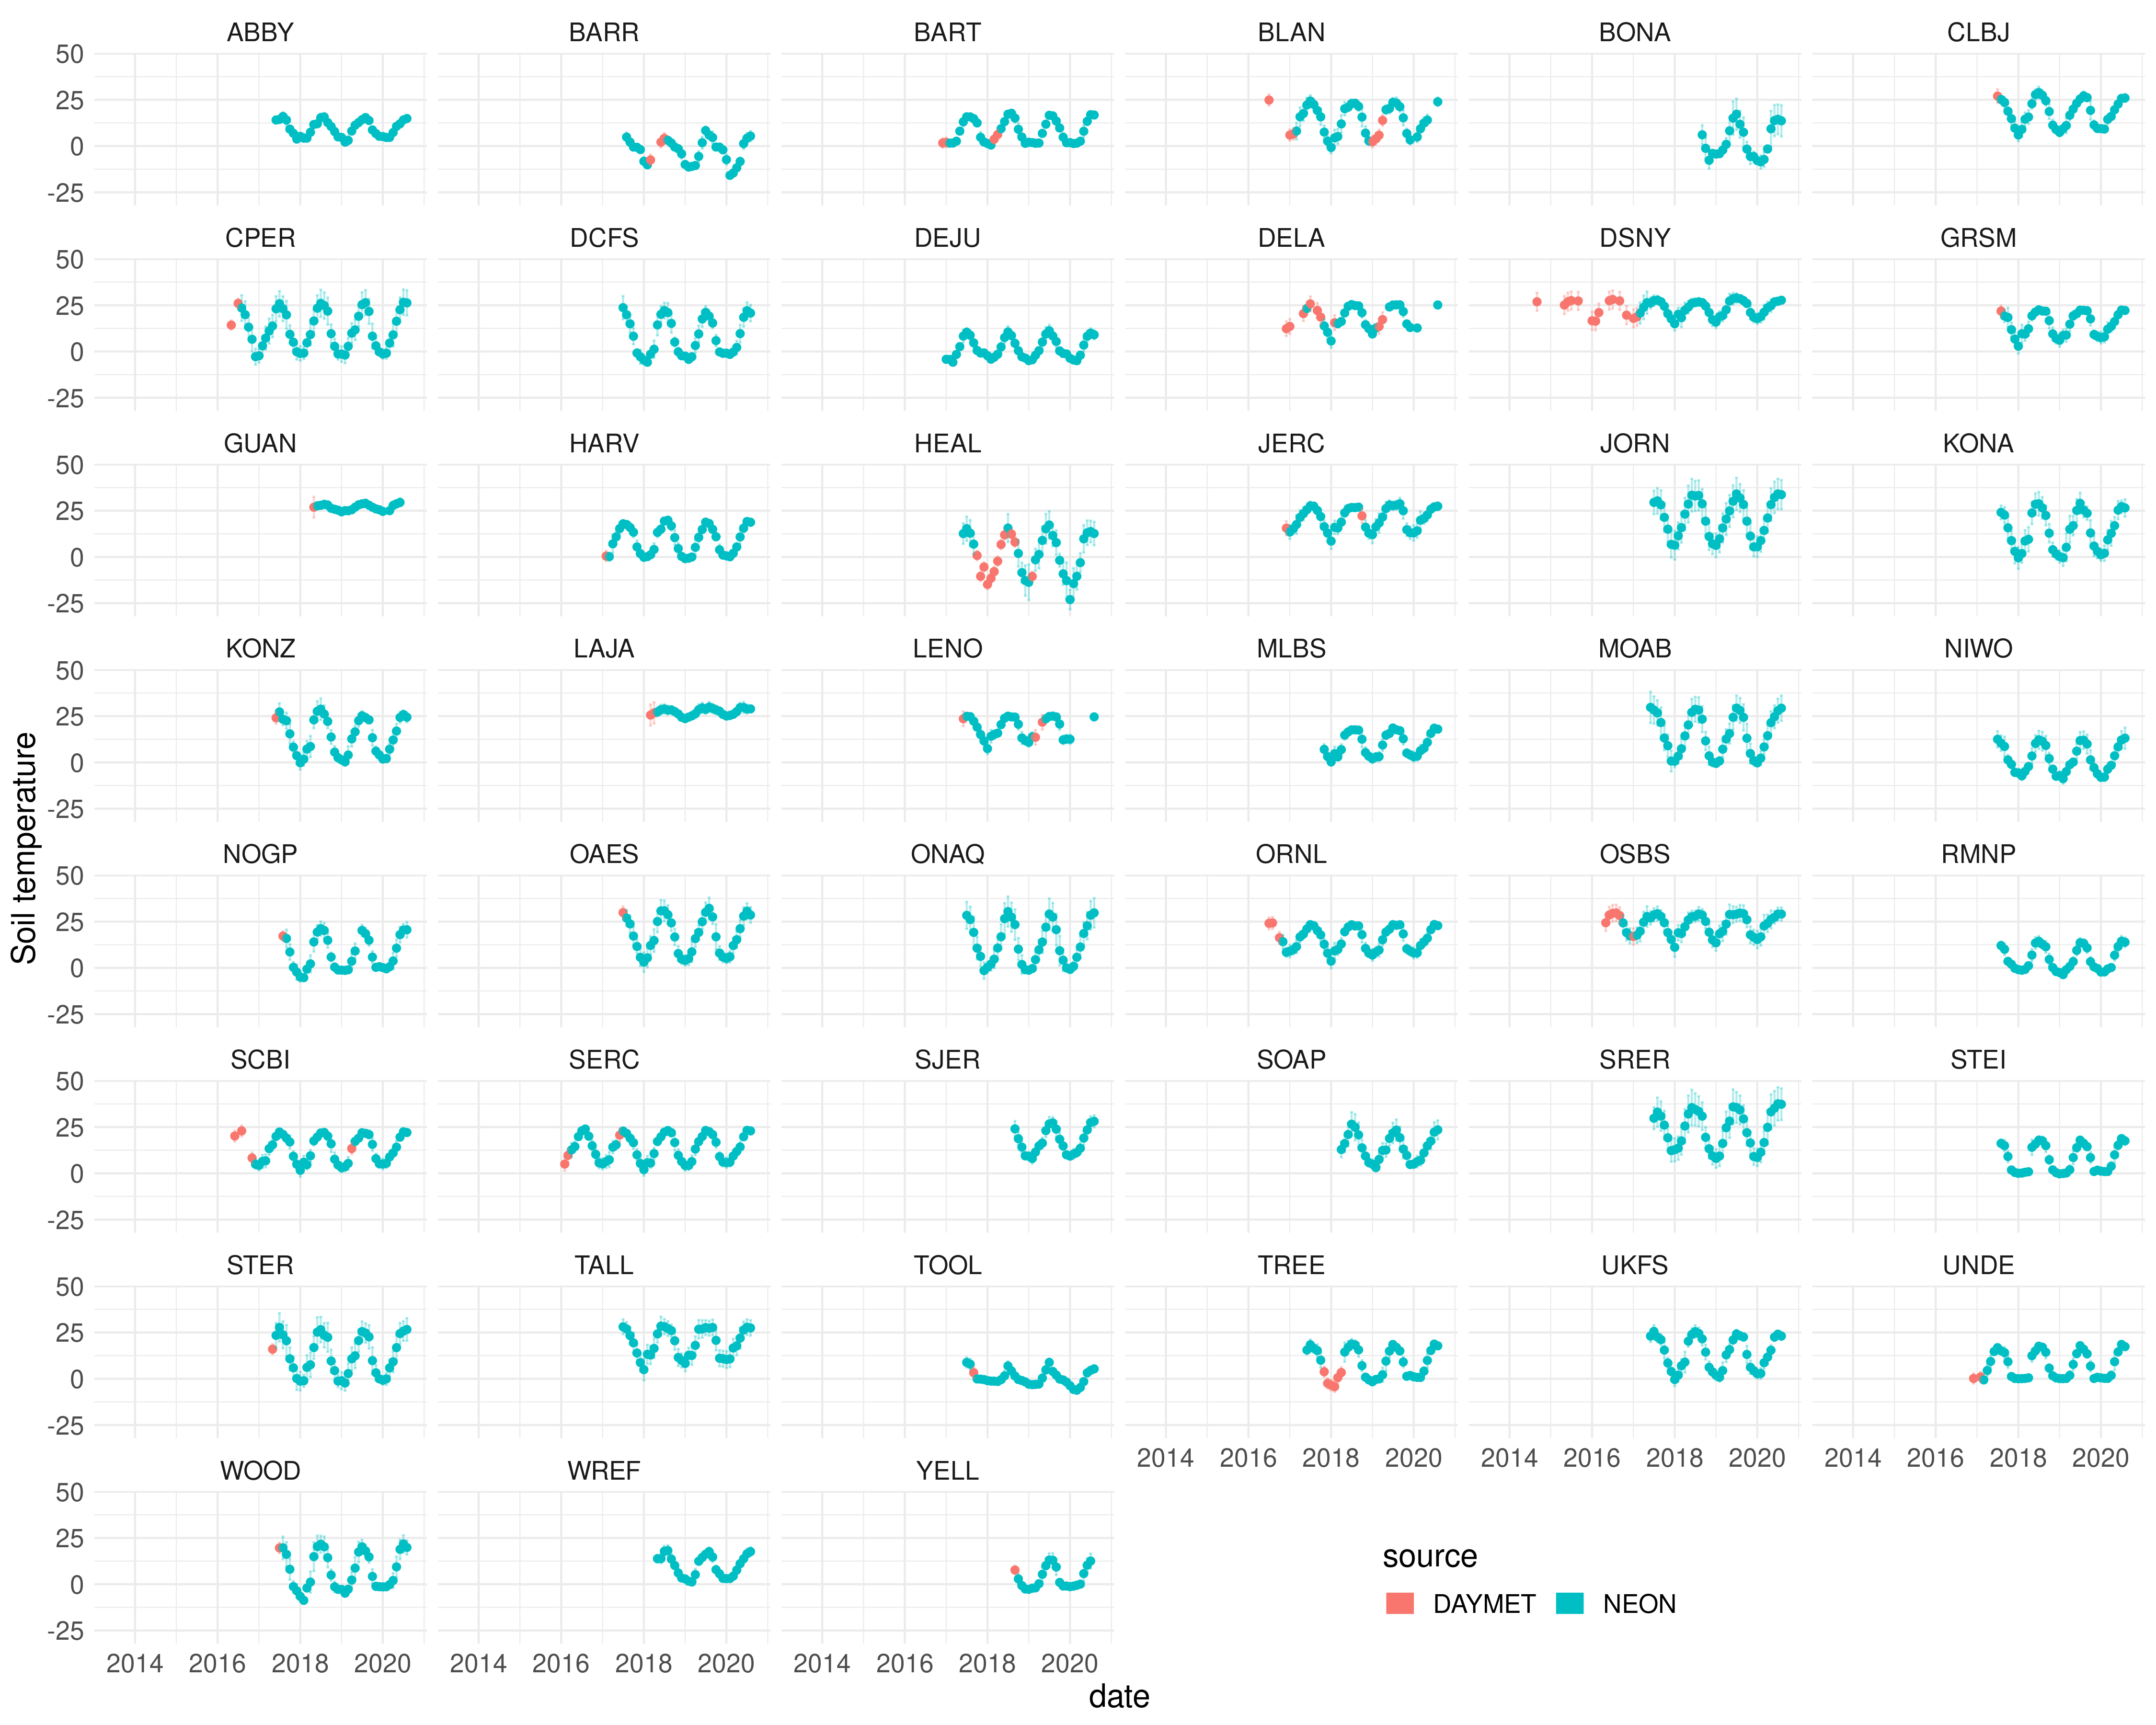 ABBY BARR BART BLAN BONA CLBJ
50
25
0
-25
CPER DCFS DEJU DELA DSNY GRSM
50
25
0
-25
GUAN HARV HEAL JERC JORN KONA
50
25
0
-25
KONZ LAJA LENO MLBS MOAB NIWO
50
25
0
-25
Soil temperature
NOGP OAES ONAQ ORNL OSBS RMNP
50
25
0
-25
SCBI SERC SJER SOAP SRER STEI
50
25
0
-25
STER TALL TOOL TREE UKFS UNDE
50
25
0
-25
2014 2016 2018 2020 2014 2016 2018 2020 2014 2016 2018 2020
WOOD WREF YELL
50
25
0
-25
2014 2016 2018 2020 2014 2016 2018 2020 2014 2016 2018 2020
date
source
DAYMET NEON